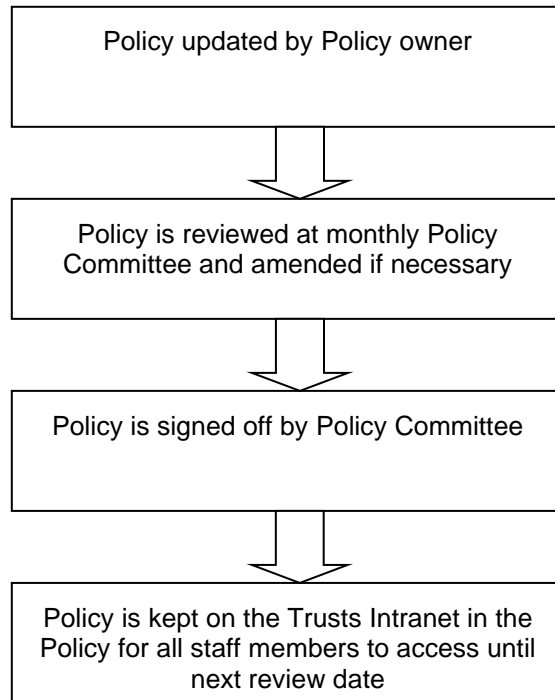 Policy updated by Policy owner
Policy is reviewed at monthly Policy
Committee and amended if necessary
Policy is signed off by Policy Committee
Policy is kept on the Trusts Intranet in the
Policy for all staff members to access until
next review date